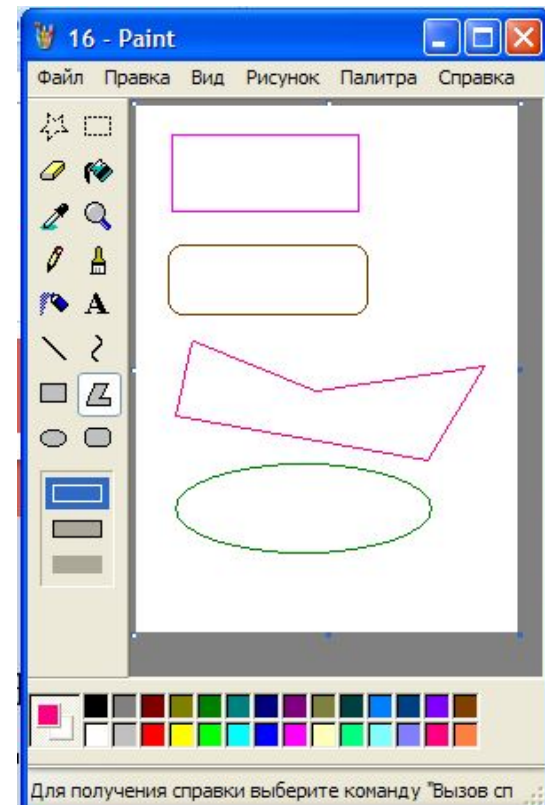 16 - Paint
Файл Правка Вид Рисунок Палитра Справка
A
Для получения справки выберите команду "Вызов сп